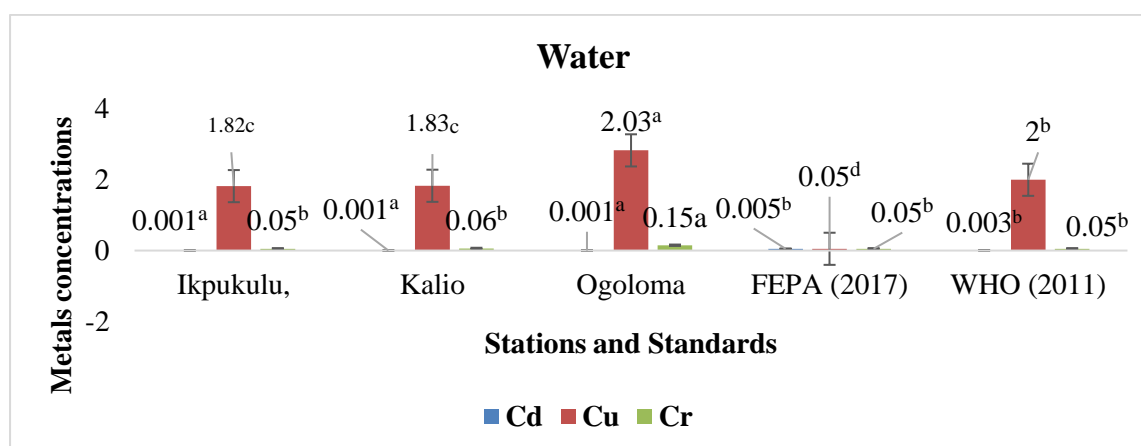 Water
Metals concentrations
4
2
0
-2
1.82c
0.001ᵃ
0.05ᵇ
1.83c
0.001ᵃ
0.06ᵇ
2.03ᵃ
0.001ᵃ
0.15a
0.005ᵇ
0.05ᵈ
0.05ᵇ
2ᵇ
0.003ᵇ
0.05ᵇ
Ikpukulu,
Kalio
Ogoloma
FEPA (2017)
WHO (2011)
Stations and Standards
Cd Cu Cr